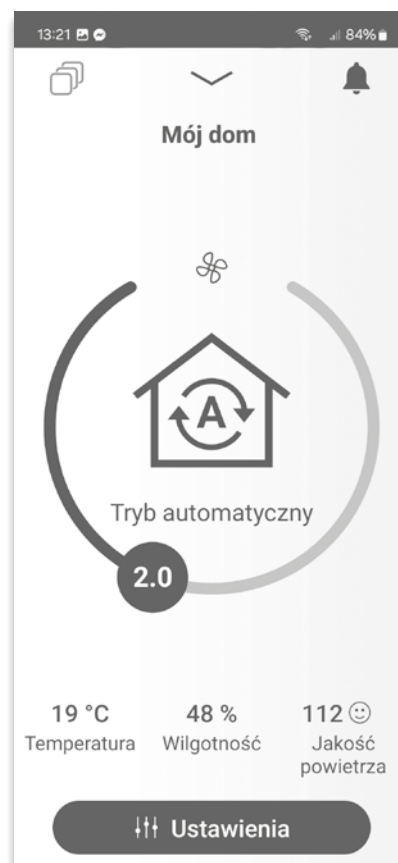 13:21 84%
Mój dom
A
Tryb automatyczny
2.0
19 °C 48 % 112
Temperatura Wilgotność Jakość
powietrza
Ustawienia